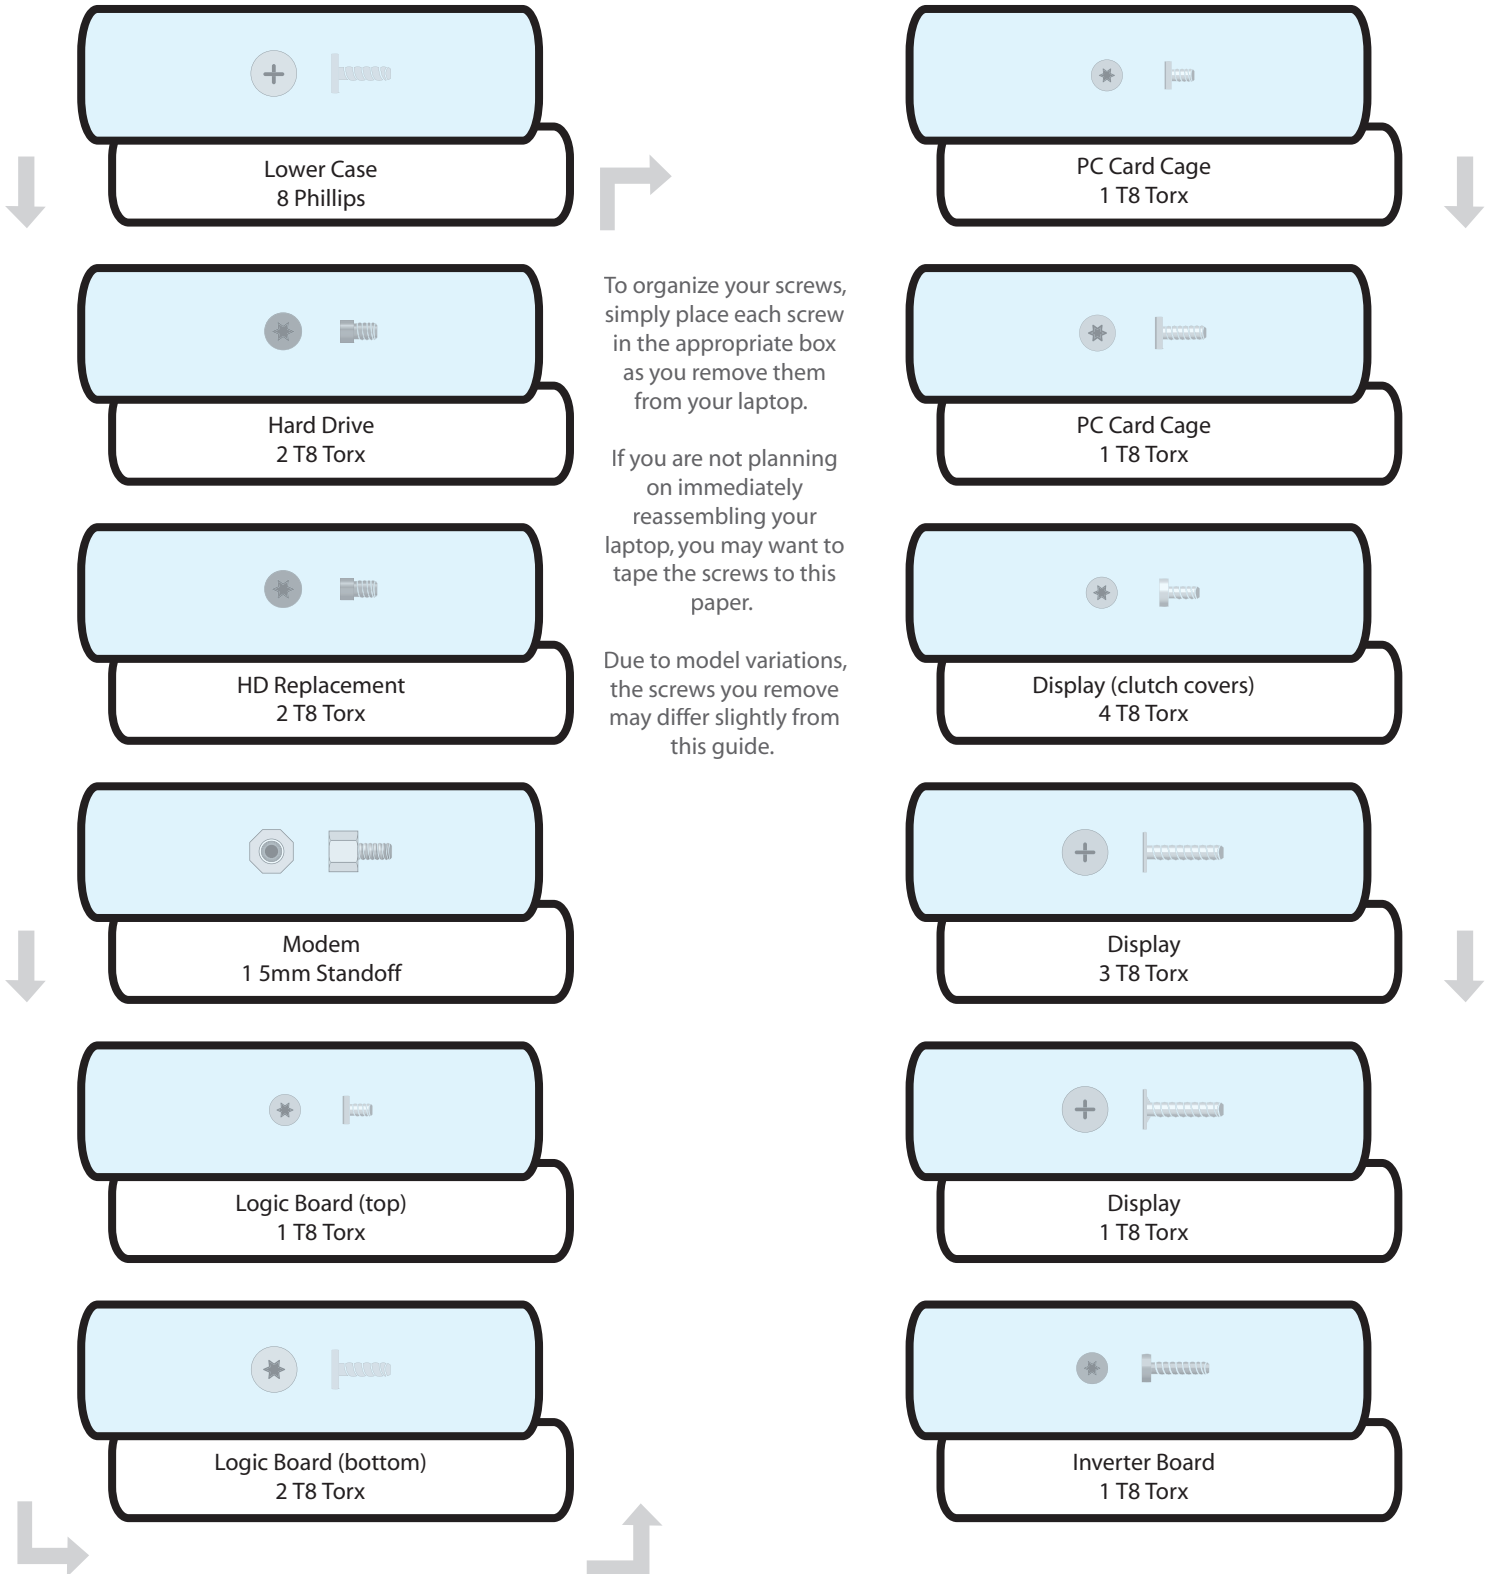 Lower Case
8 Phillips
Hard Drive
2 T8 Torx
HD Replacement
2 T8 Torx
Modem
1 5mm Standoff
Logic Board (top)
1 T8 Torx
Logic Board (bottom)
2 T8 Torx
To organize your screws,
simply place each screw
in the appropriate box
as you remove them
from your laptop.
If you are not planning
on immediately
reassembling your
laptop, you may want to
tape the screws to this
paper.
Due to model variations,
the screws you remove
may differ slightly from
this guide.
PC Card Cage
1 T8 Torx
PC Card Cage
1 T8 Torx
Display (clutch covers)
4 T8 Torx
Display
3 T8 Torx
Display
1 T8 Torx
Inverter Board
1 T8 Torx